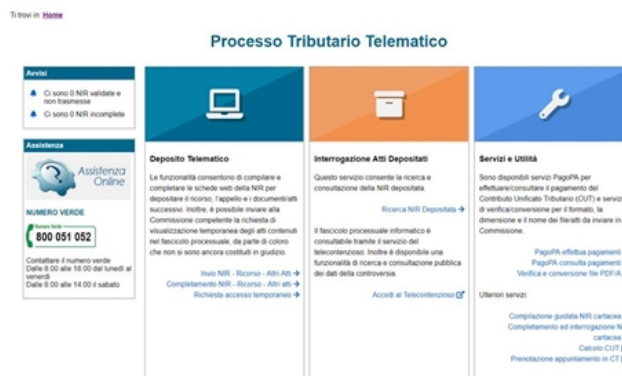 Ti trovi in: Home
Processo Tributario Telematico
Avvisi
Ci sono 0 NIR validate e
non trasmesse
Ci sono 0 NIR incomplete
Assistenza
Assistenza
Online
NUMERO VERDE
Numero Verde
800 051 052
Contattare il numero verde
Dalle 8:00 alle 18:00 dal lunedì al
venerdì
Dalle 8:00 alle 14:00 il sabato
Deposito Telematico
Le funzionalità consentono di compilare e
completare le schede web della NIR per
depositare il ricorso, l'appello e i documenti/atti
successivi. Inoltre, è possibile inviare alla
Commissione competente la richiesta di
visualizzazione temporanea degli atti contenuti
nel fascicolo processuale, da parte di coloro
che non si sono ancora costituiti in giudizio.
Invio NIR - Ricorso - Altri Atti
Completamento NIR - Ricorso - Altri atti
Richiesta accesso temporaneo
Interrogazione Atti Depositati
Questo servizio consente la ricerca e
consultazione della NIR depositata.
Ricerca NIR Depositata
Il fascicolo processuale informatico è
consultabile tramite il servizio del
telecontenzioso. Inoltre è disponibile una
funzionalità di ricerca e consultazione pubblica
dei dati della controversia.
Accedi al Telecontenzioso
Servizi e Utilità
Sono disponibili servizi PagoPA per
effettuare/consultare il pagamento del
Contributo Unificato Tributario (CUT) e servizi
di verifica/conversione per il formato, la
dimensione e il nome dei file/atti da inviare in
Commissione.
PagoPA effettua pagamenti
PagoPA consulta pagamenti
Verifica e conversione file PDF/A
Ulteriori servizi:
Compilazione guidata NIR cartacea
Completamento ed interrogazione N
cartacea
Calcolo CUT
Prenotazione appuntamento in CT